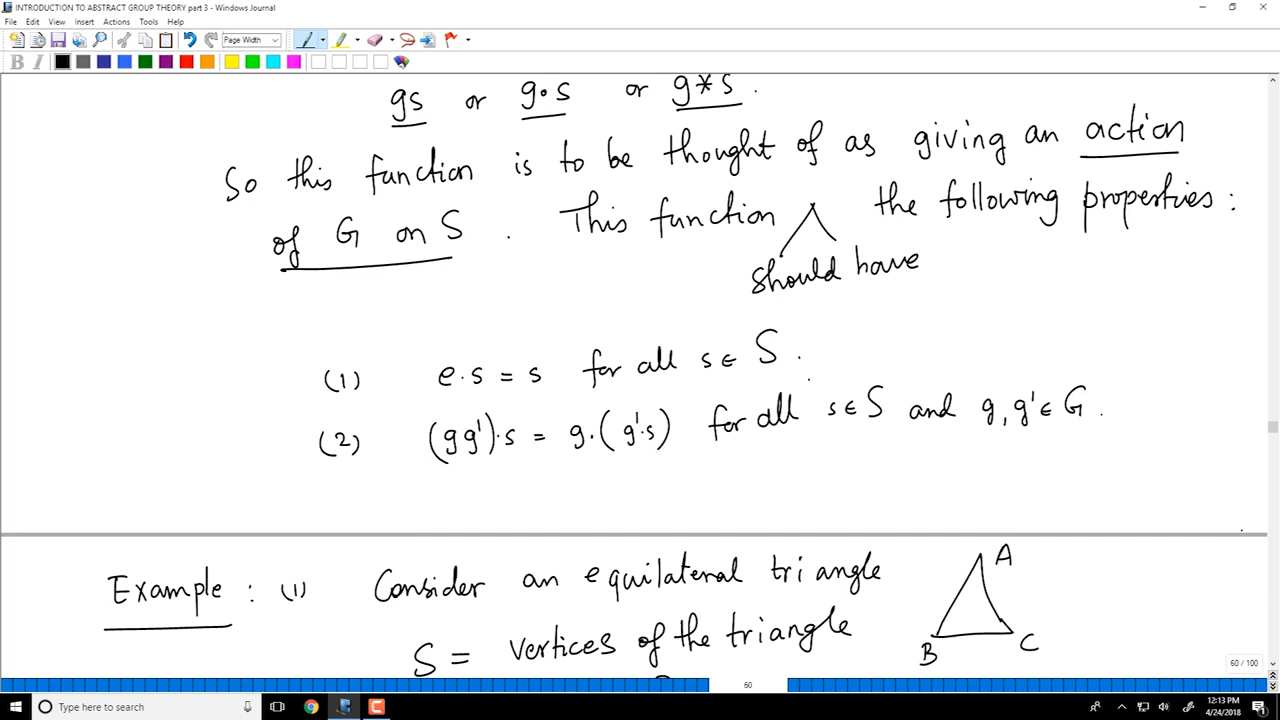 INTRODUCTION TO ABSTRACT GROUP THEORY part 3 - Windows Journal
File Edit View Insert Actions Tools Help
Page Width
B I
gs or g·s or g*s.
So this function is to be thought of as giving an action
of G on S. This function the following properties:
should have
(1) e·s = s for all s∈S.
(2) (gg')·s = g·(g'·s) for all s∈S and g,g'∈G.
Example: (1) Consider an equilateral triangle
A
S = vertices of the triangle
B C
60 / 100
60
Type here to search
12:13 PM
4/24/2018